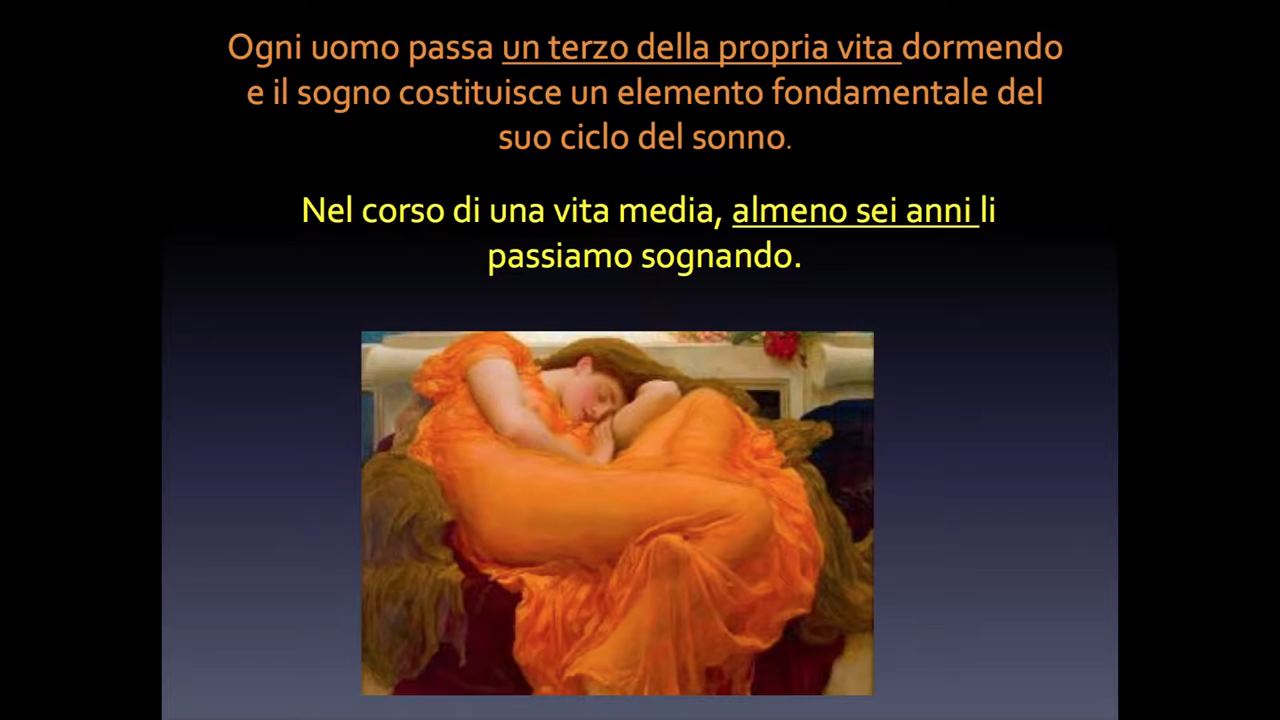 Ogni uomo passa un terzo della propria vita dormendo
e il sogno costituisce un elemento fondamentale del
suo ciclo del sonno.
Nel corso di una vita media, almeno sei anni li
passiamo sognando.